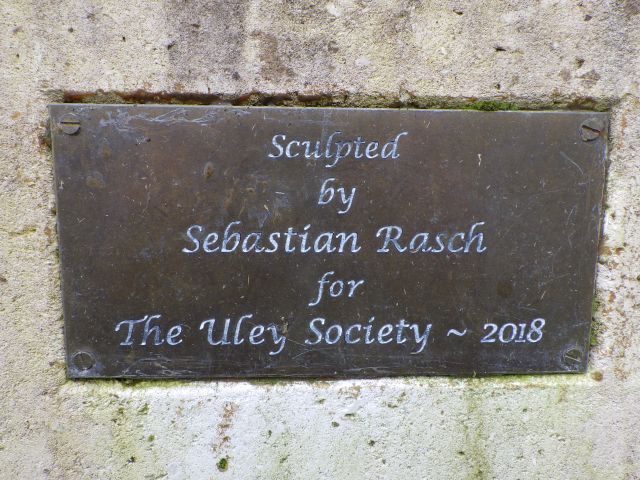 Sculpted
by
Sebastian Rasch
for
The Uley Society ~ 2018